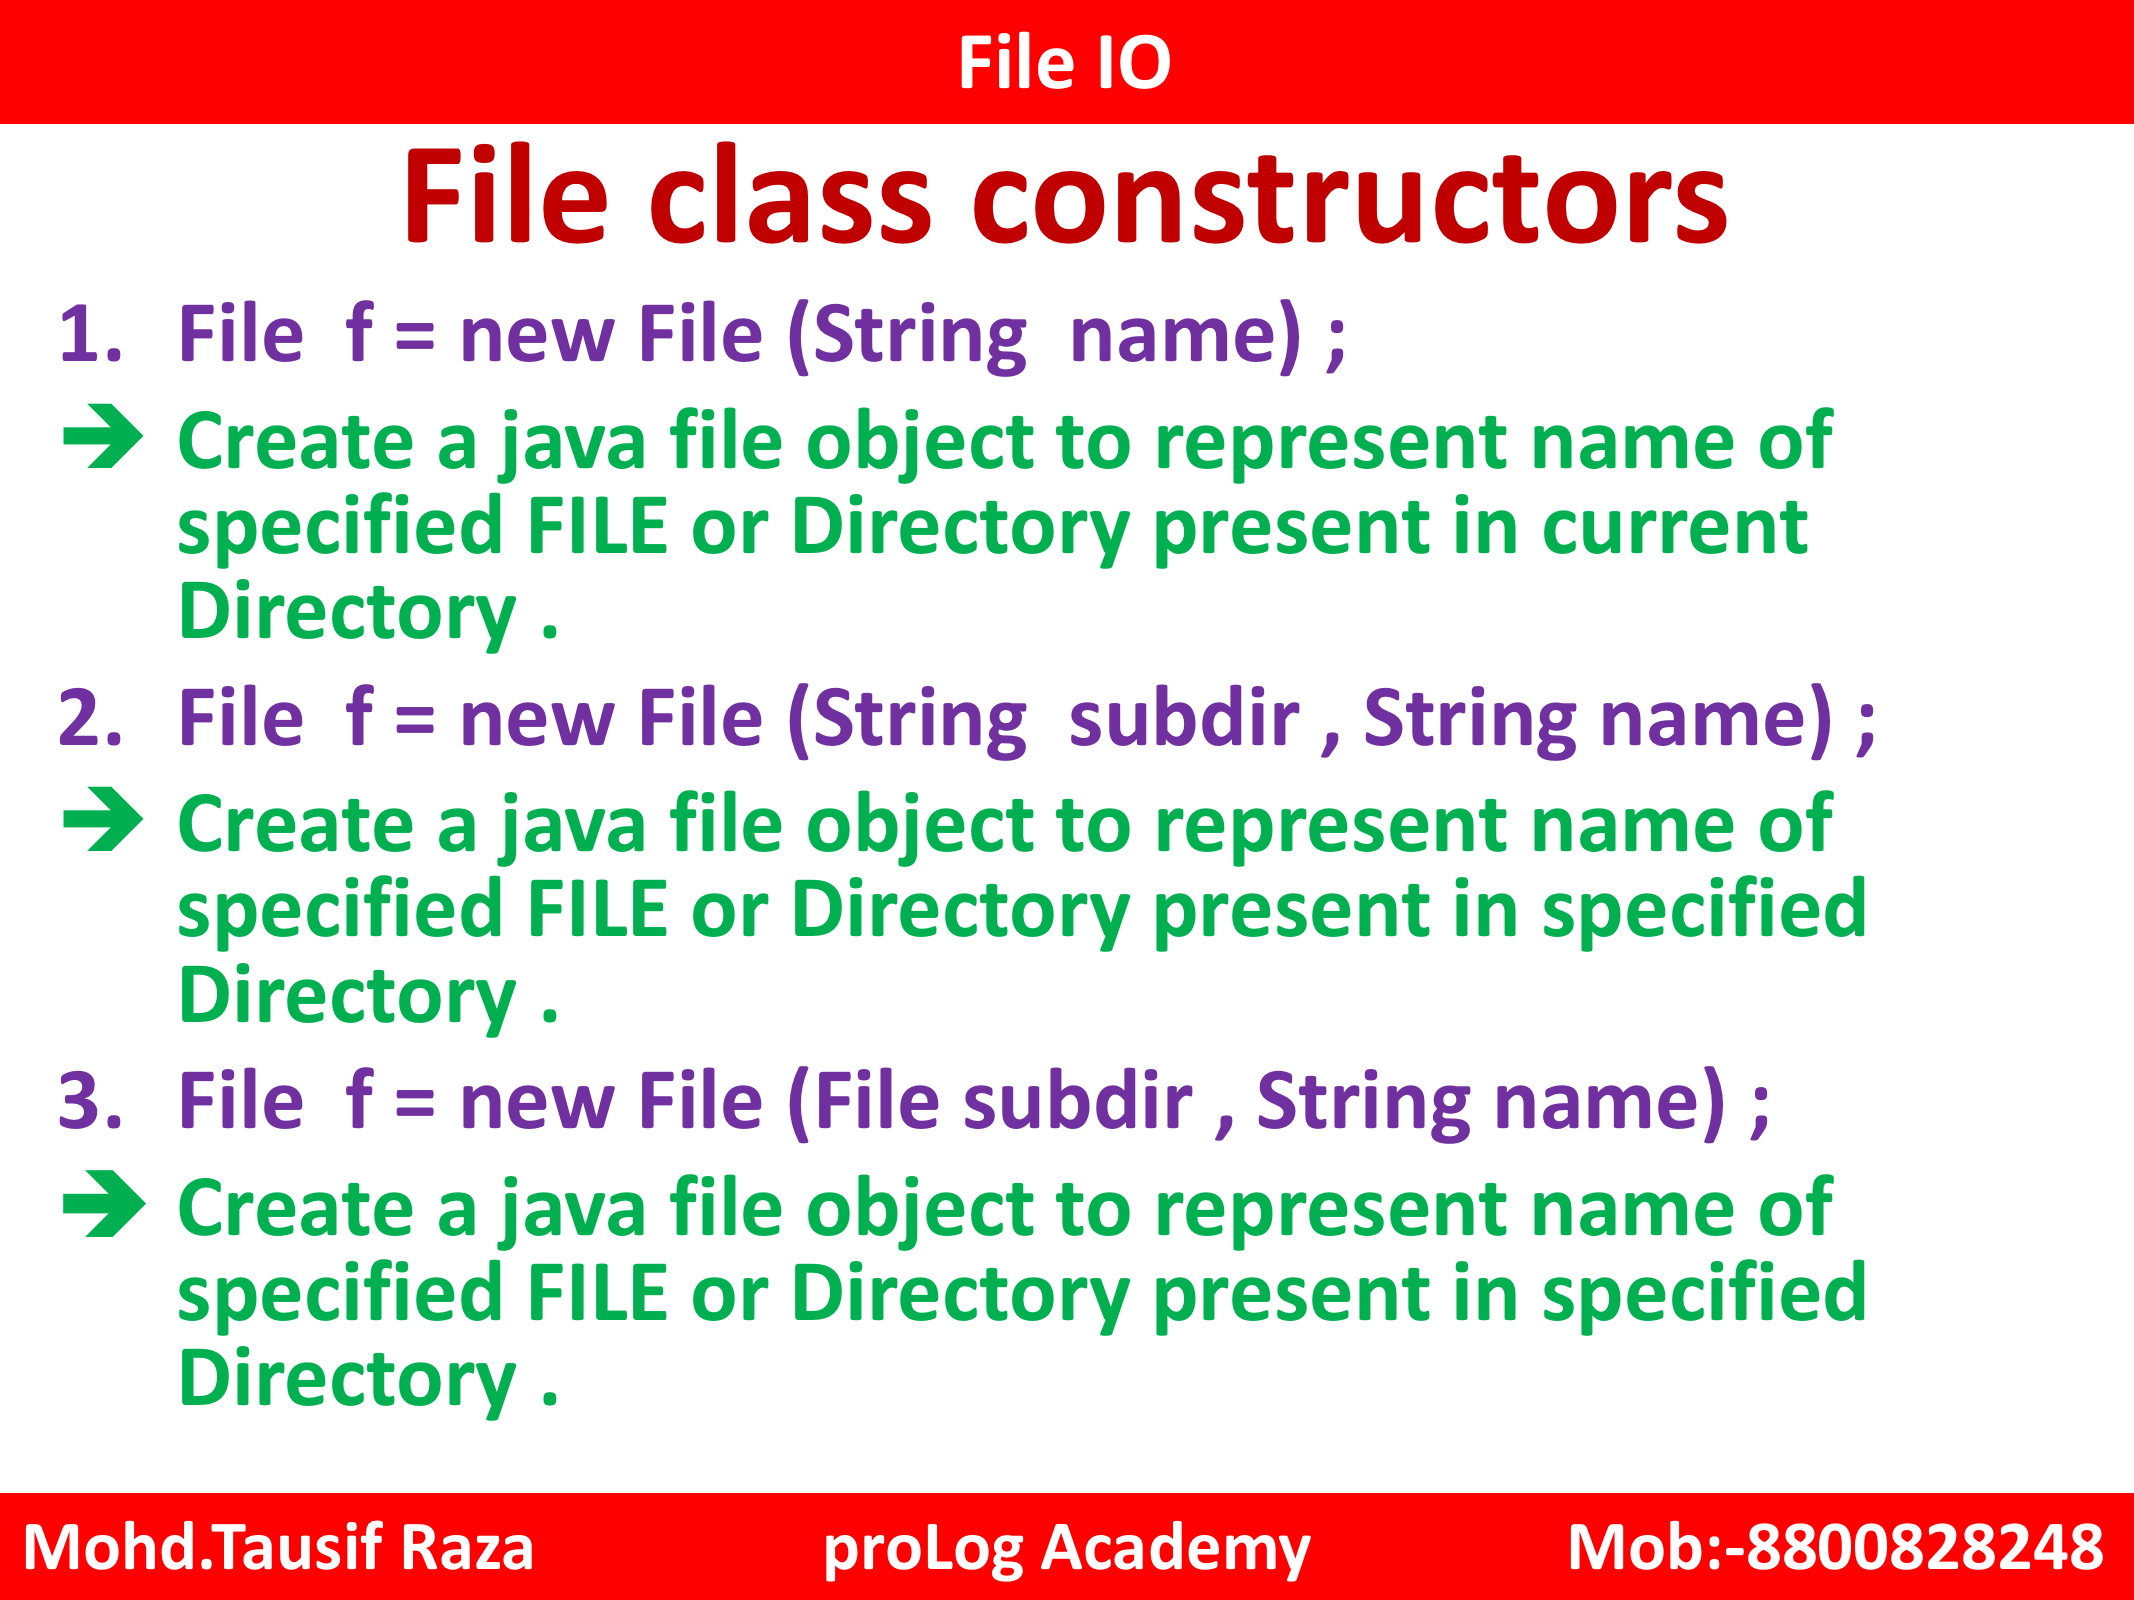 File IO
File class constructors
1. File f = new File (String name) ;
➔ Create a java file object to represent name of
specified FILE or Directory present in current
Directory .
2. File f = new File (String subdir , String name) ;
➔ Create a java file object to represent name of
specified FILE or Directory present in specified
Directory .
3. File f = new File (File subdir , String name) ;
➔ Create a java file object to represent name of
specified FILE or Directory present in specified
Directory .
Mohd.Tausif Raza proLog Academy Mob:-8800828248